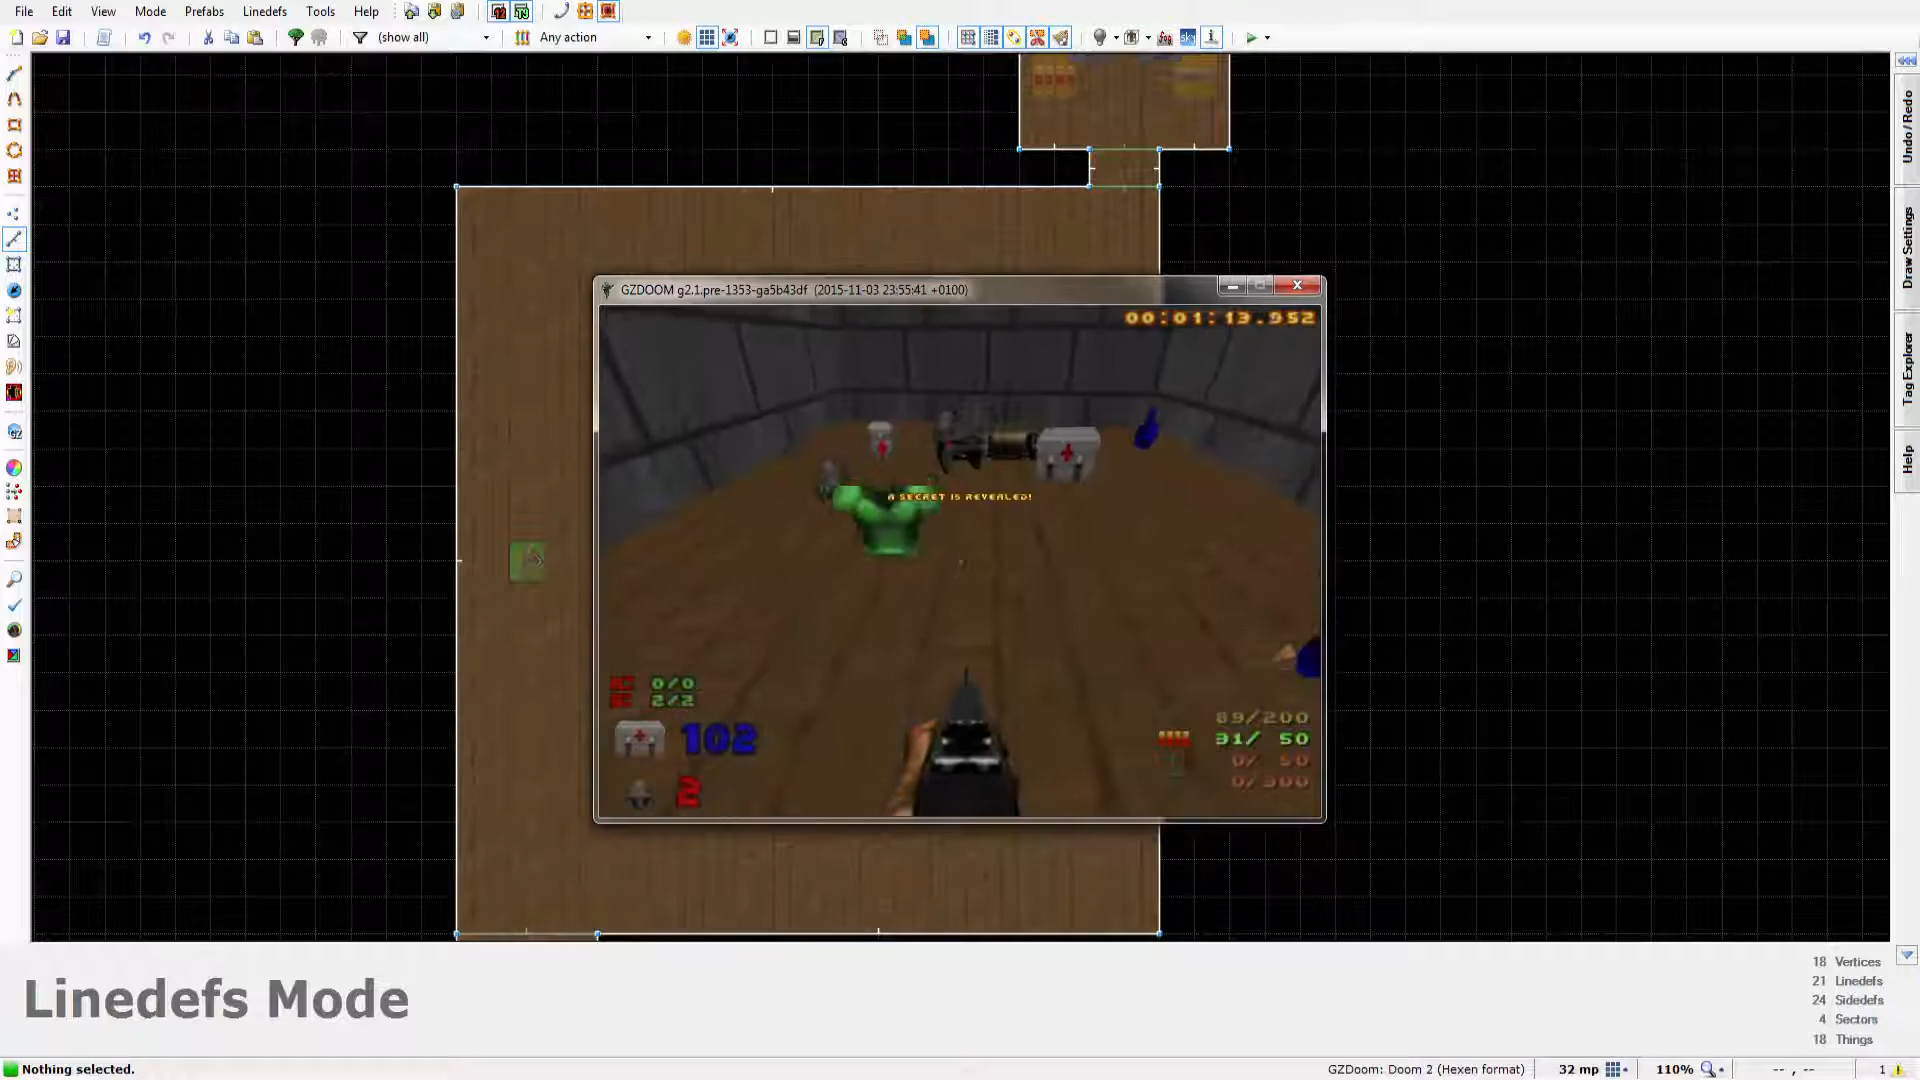 File Edit View Mode Prefabs Linedefs Tools Help
(show all) Any action
Undo / Redo
Draw Settings
Tag Explorer
Help
GZDOOM g2.1.pre-1353-ga5b43df (2015-11-03 23:55:41 +0100)
00:01:13.952
A SECRET IS REVEALED!
0/0
2/2
102
2
89/200
31/ 50
0/ 50
0/300
Linedefs Mode
18 Vertices
21 Linedefs
24 Sidedefs
4 Sectors
18 Things
Nothing selected.
GZDoom: Doom 2 (Hexen format) 32 mp 110% -- , -- 1